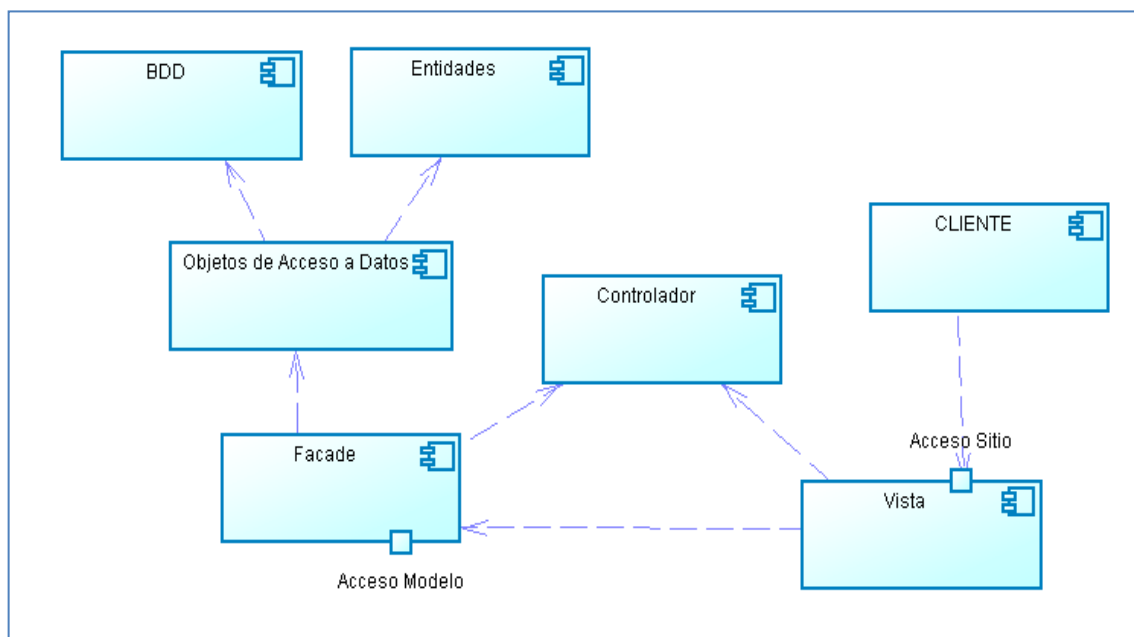 BDD
Entidades
CLIENTE
Objetos de Acceso a Datos
Controlador
Acceso Sitio
Facade
Vista
Acceso Modelo